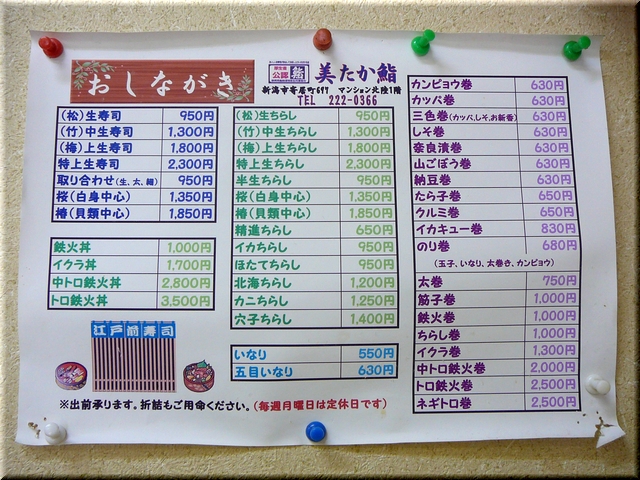 おしながき
公認
美たか鮨
新潟市寄居町697 マンション北陸1階
TEL 222-0366
(松)生寿司 950円
(竹)中生寿司 1,300円
(梅)上生寿司 1,800円
特上生寿司 2,300円
取り合わせ(生、太、細) 950円
桜(白身中心) 1,350円
椿(貝類中心) 1,850円
鉄火丼 1,000円
イクラ丼 1,700円
中トロ鉄火丼 2,800円
トロ鉄火丼 3,500円
江戸前寿司
(松)生ちらし 950円
(竹)中生ちらし 1,300円
(梅)上生ちらし 1,800円
特上生ちらし 2,300円
半生ちらし 950円
桜(白身中心) 1,350円
椿(貝類中心) 1,850円
精進ちらし 650円
イカちらし 950円
ほたてちらし 950円
北海ちらし 1,200円
カニちらし 1,250円
穴子ちらし 1,400円
いなり 550円
五目いなり 630円
カンピョウ巻 630円
カッパ巻 630円
三色巻(カッパ,しそ,お新香) 630円
しそ巻 630円
奈良漬巻 630円
山ごぼう巻 630円
納豆巻 630円
たら子巻 650円
クルミ巻 650円
イカキュー巻 830円
のり巻 680円
(玉子、いなり、太巻き、カンピョウ)
太巻 750円
筋子巻 1,000円
鉄火巻 1,000円
ちらし巻 1,000円
イクラ巻 1,300円
中トロ鉄火巻 2,000円
トロ鉄火巻 2,500円
ネギトロ巻 2,500円
※出前承ります。折詰もご用命ください。(毎週月曜日は定休日です)